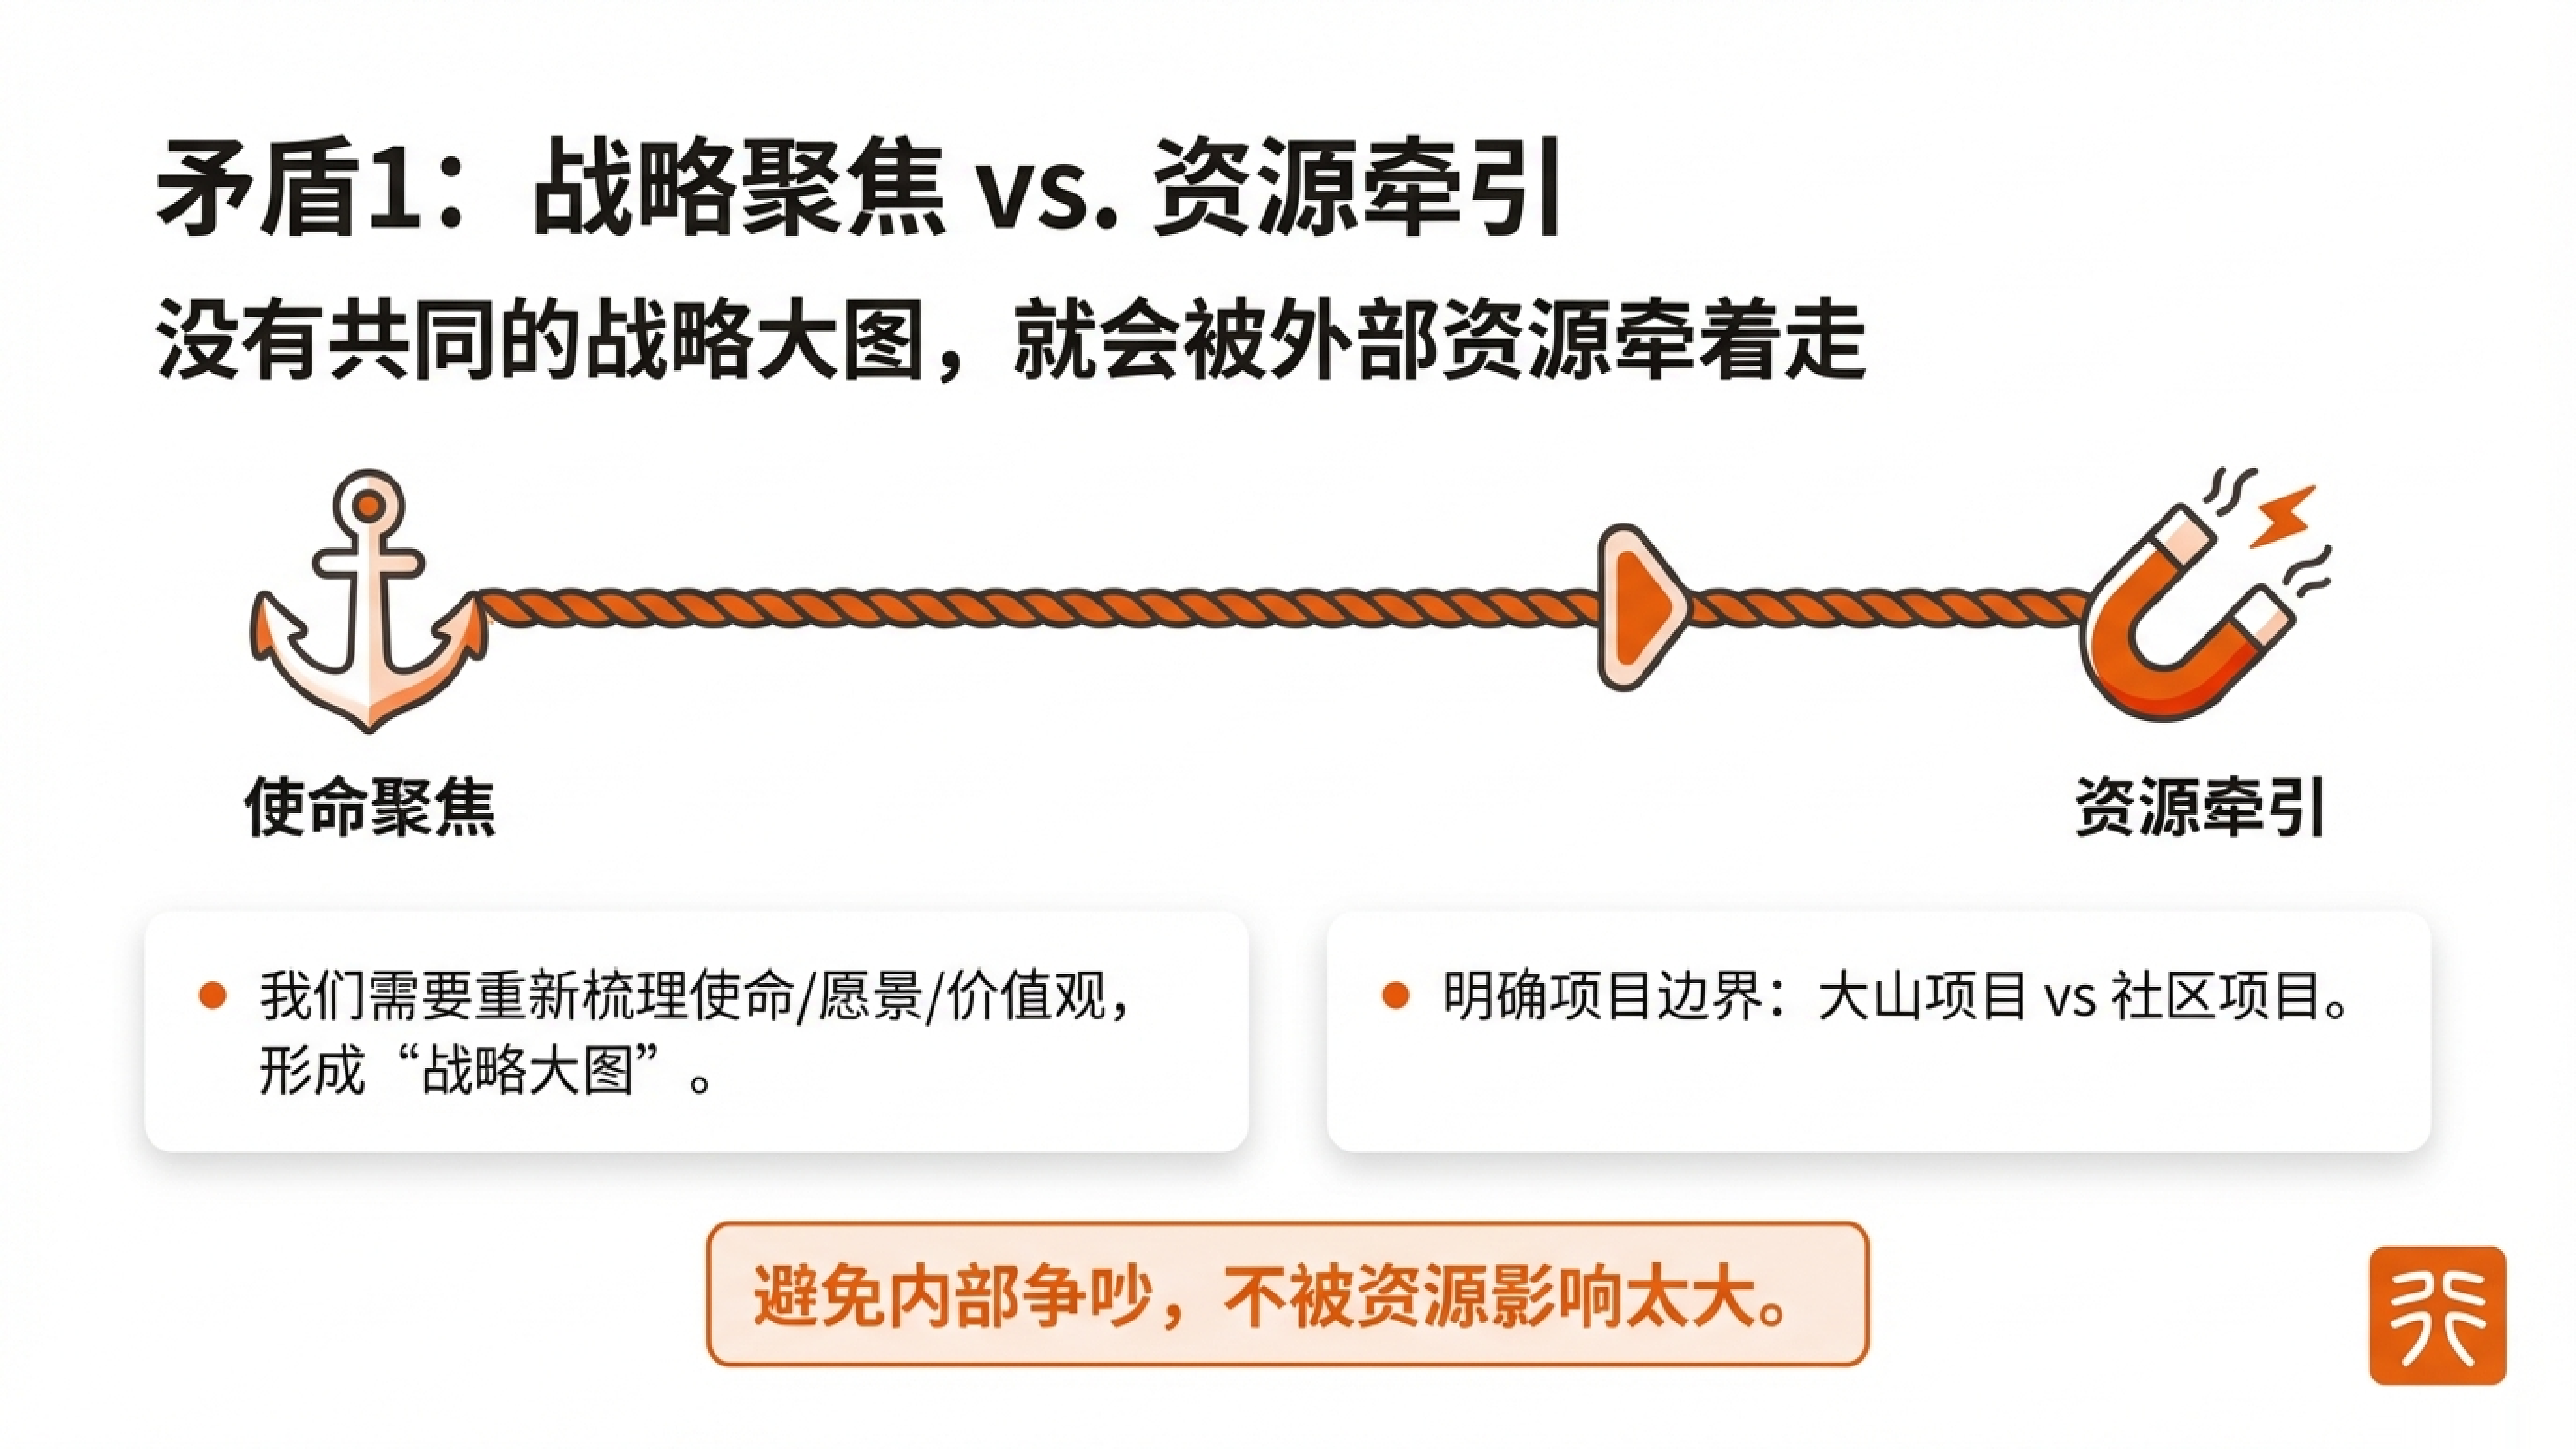 矛盾1：战略聚焦 vs. 资源牵引
没有共同的战略大图，就会被外部资源牵着走
使命聚焦
资源牵引
我们需要重新梳理使命/愿景/价值观，
形成“战略大图”。
明确项目边界：大山项目 vs 社区项目。
避免内部争吵，不被资源影响太大。
行